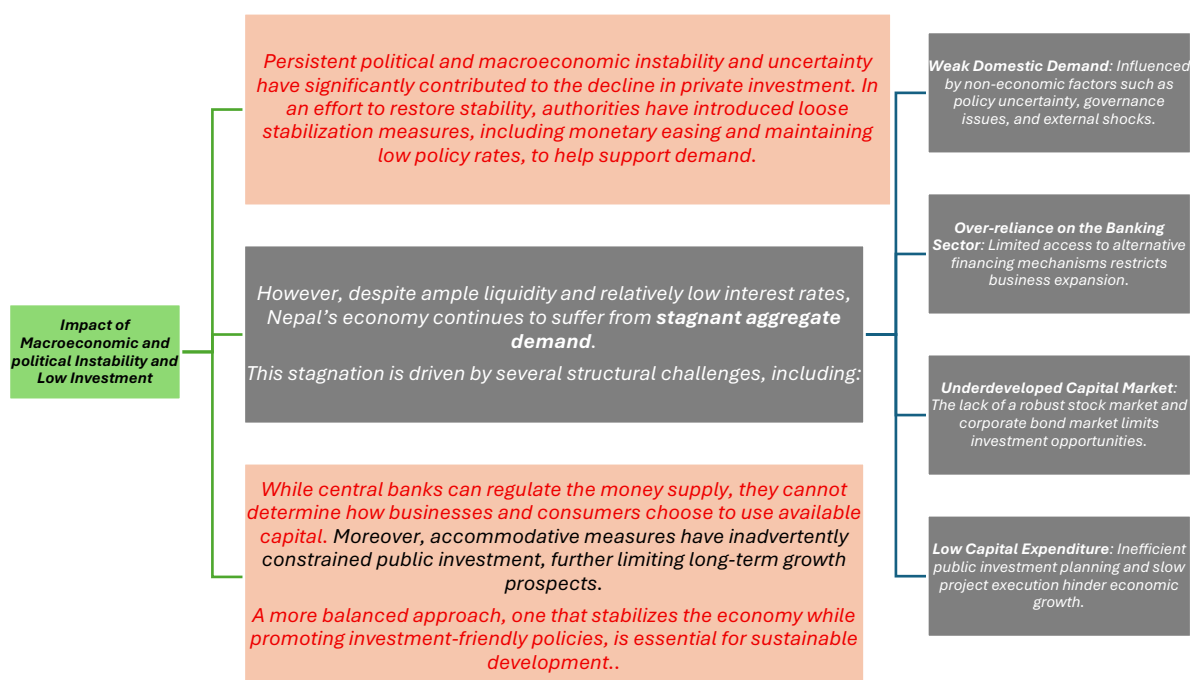 Impact of
Macroeconomic and
political Instability and
Low Investment
Persistent political and macroeconomic instability and uncertainty
have significantly contributed to the decline in private investment. In
an effort to restore stability, authorities have introduced loose
stabilization measures, including monetary easing and maintaining
low policy rates, to help support demand.
However, despite ample liquidity and relatively low interest rates,
Nepal's economy continues to suffer from stagnant aggregate
demand.
This stagnation is driven by several structural challenges, including:
Weak Domestic Demand: Influenced
by non-economic factors such as
policy uncertainty, governance
issues, and external shocks.
Over-reliance on the Banking
Sector: Limited access to alternative
financing mechanisms restricts
business expansion.
Underdeveloped Capital Market:
The lack of a robust stock market and
corporate bond market limits
investment opportunities.
Low Capital Expenditure: Inefficient
public investment planning and slow
project execution hinder economic
growth.
While central banks can regulate the money supply, they cannot
determine how businesses and consumers choose to use available
capital. Moreover, accommodative measures have inadvertently
constrained public investment, further limiting long-term growth
prospects.
A more balanced approach, one that stabilizes the economy while
promoting investment-friendly policies, is essential for sustainable
development..